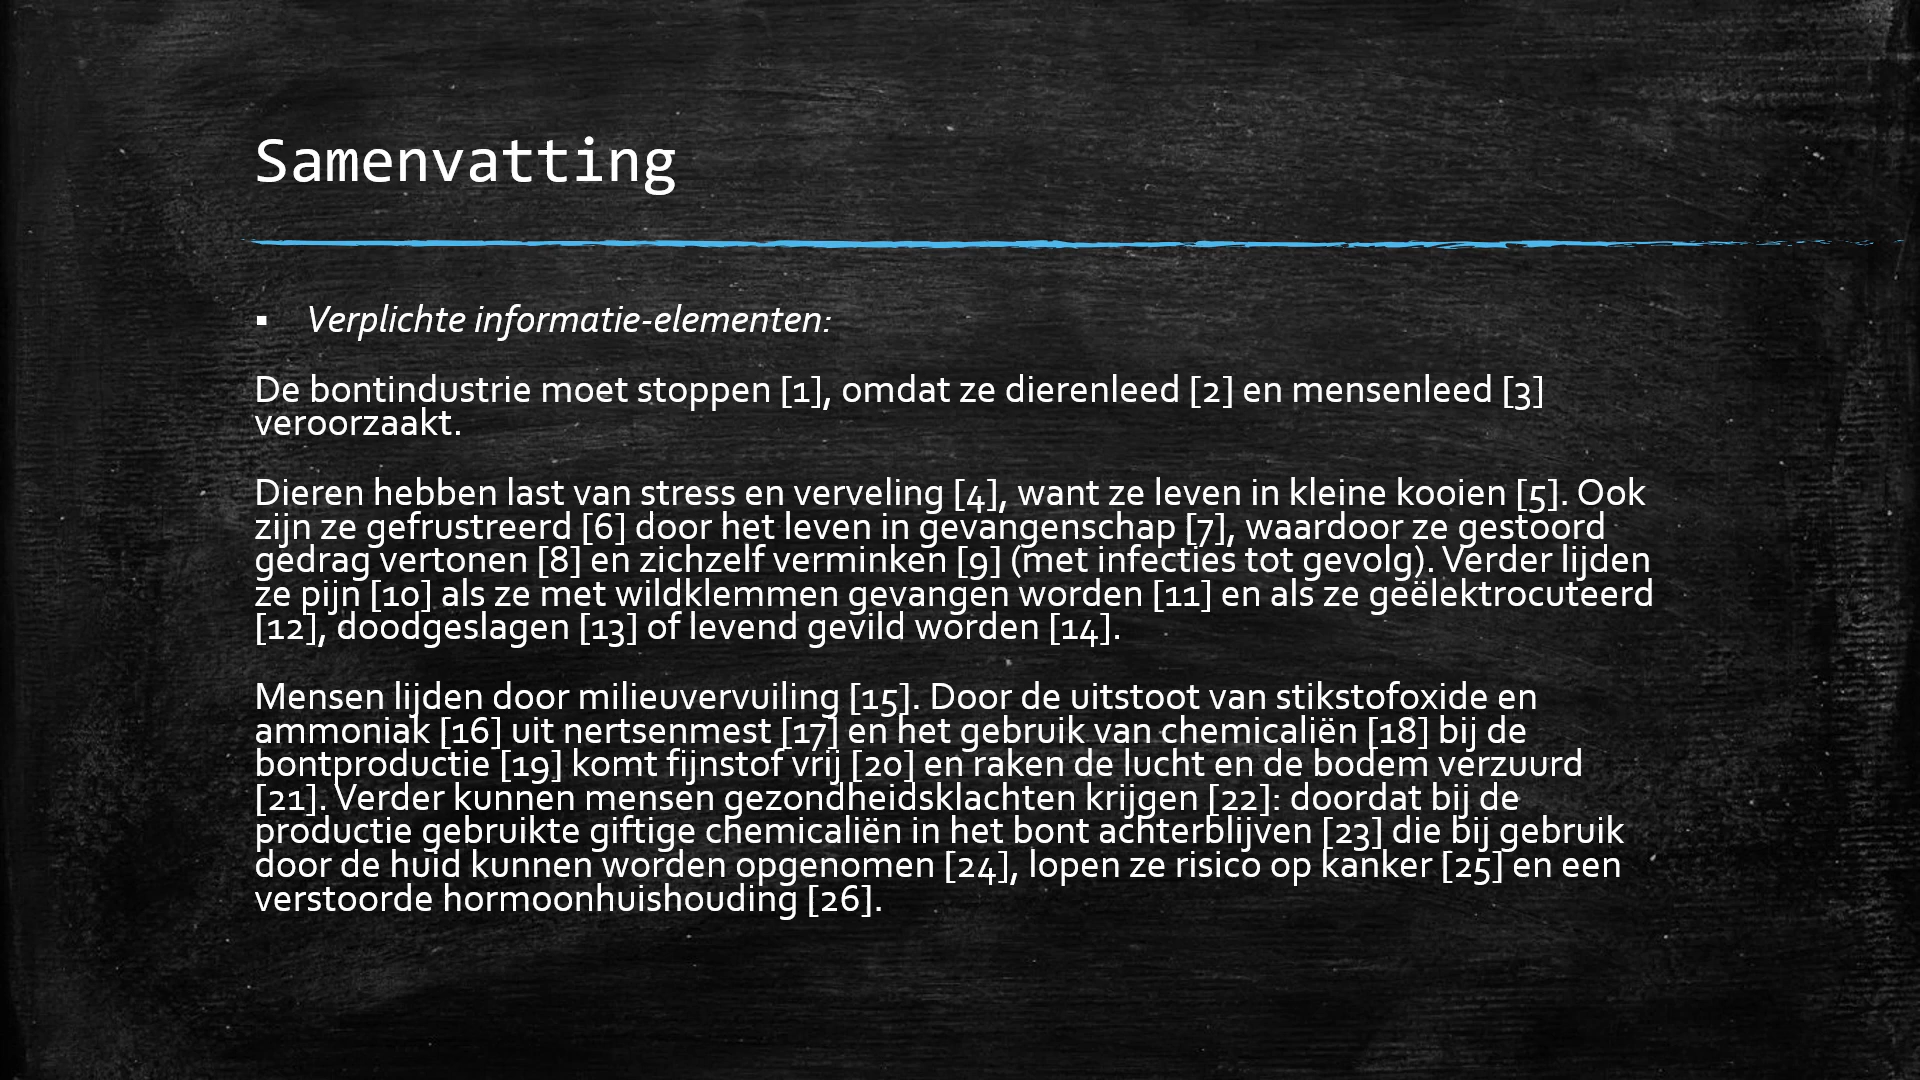 Samenvatting
▪ Verplichte informatie-elementen:
De bontindustrie moet stoppen [1], omdat ze dierenleed [2] en mensenleed [3]
veroorzaakt.
Dieren hebben last van stress en verveling [4], want ze leven in kleine kooien [5]. Ook
zijn ze gefrustreerd [6] door het leven in gevangenschap [7], waardoor ze gestoord
gedrag vertonen [8] en zichzelf verminken [9] (met infecties tot gevolg). Verder lijden
ze pijn [10] als ze met wildklemmen gevangen worden [11] en als ze geëlektrocuteerd
[12], doodgeslagen [13] of levend gevild worden [14].
Mensen lijden door milieuvervuiling [15]. Door de uitstoot van stikstofoxide en
ammoniak [16] uit nertsenmest [17] en het gebruik van chemicaliën [18] bij de
bontproductie [19] komt fijnstof vrij [20] en raken de lucht en de bodem verzuurd
[21]. Verder kunnen mensen gezondheidsklachten krijgen [22]: doordat bij de
productie gebruikte giftige chemicaliën in het bont achterblijven [23] die bij gebruik
door de huid kunnen worden opgenomen [24], lopen ze risico op kanker [25] en een
verstoorde hormoonhuishouding [26].